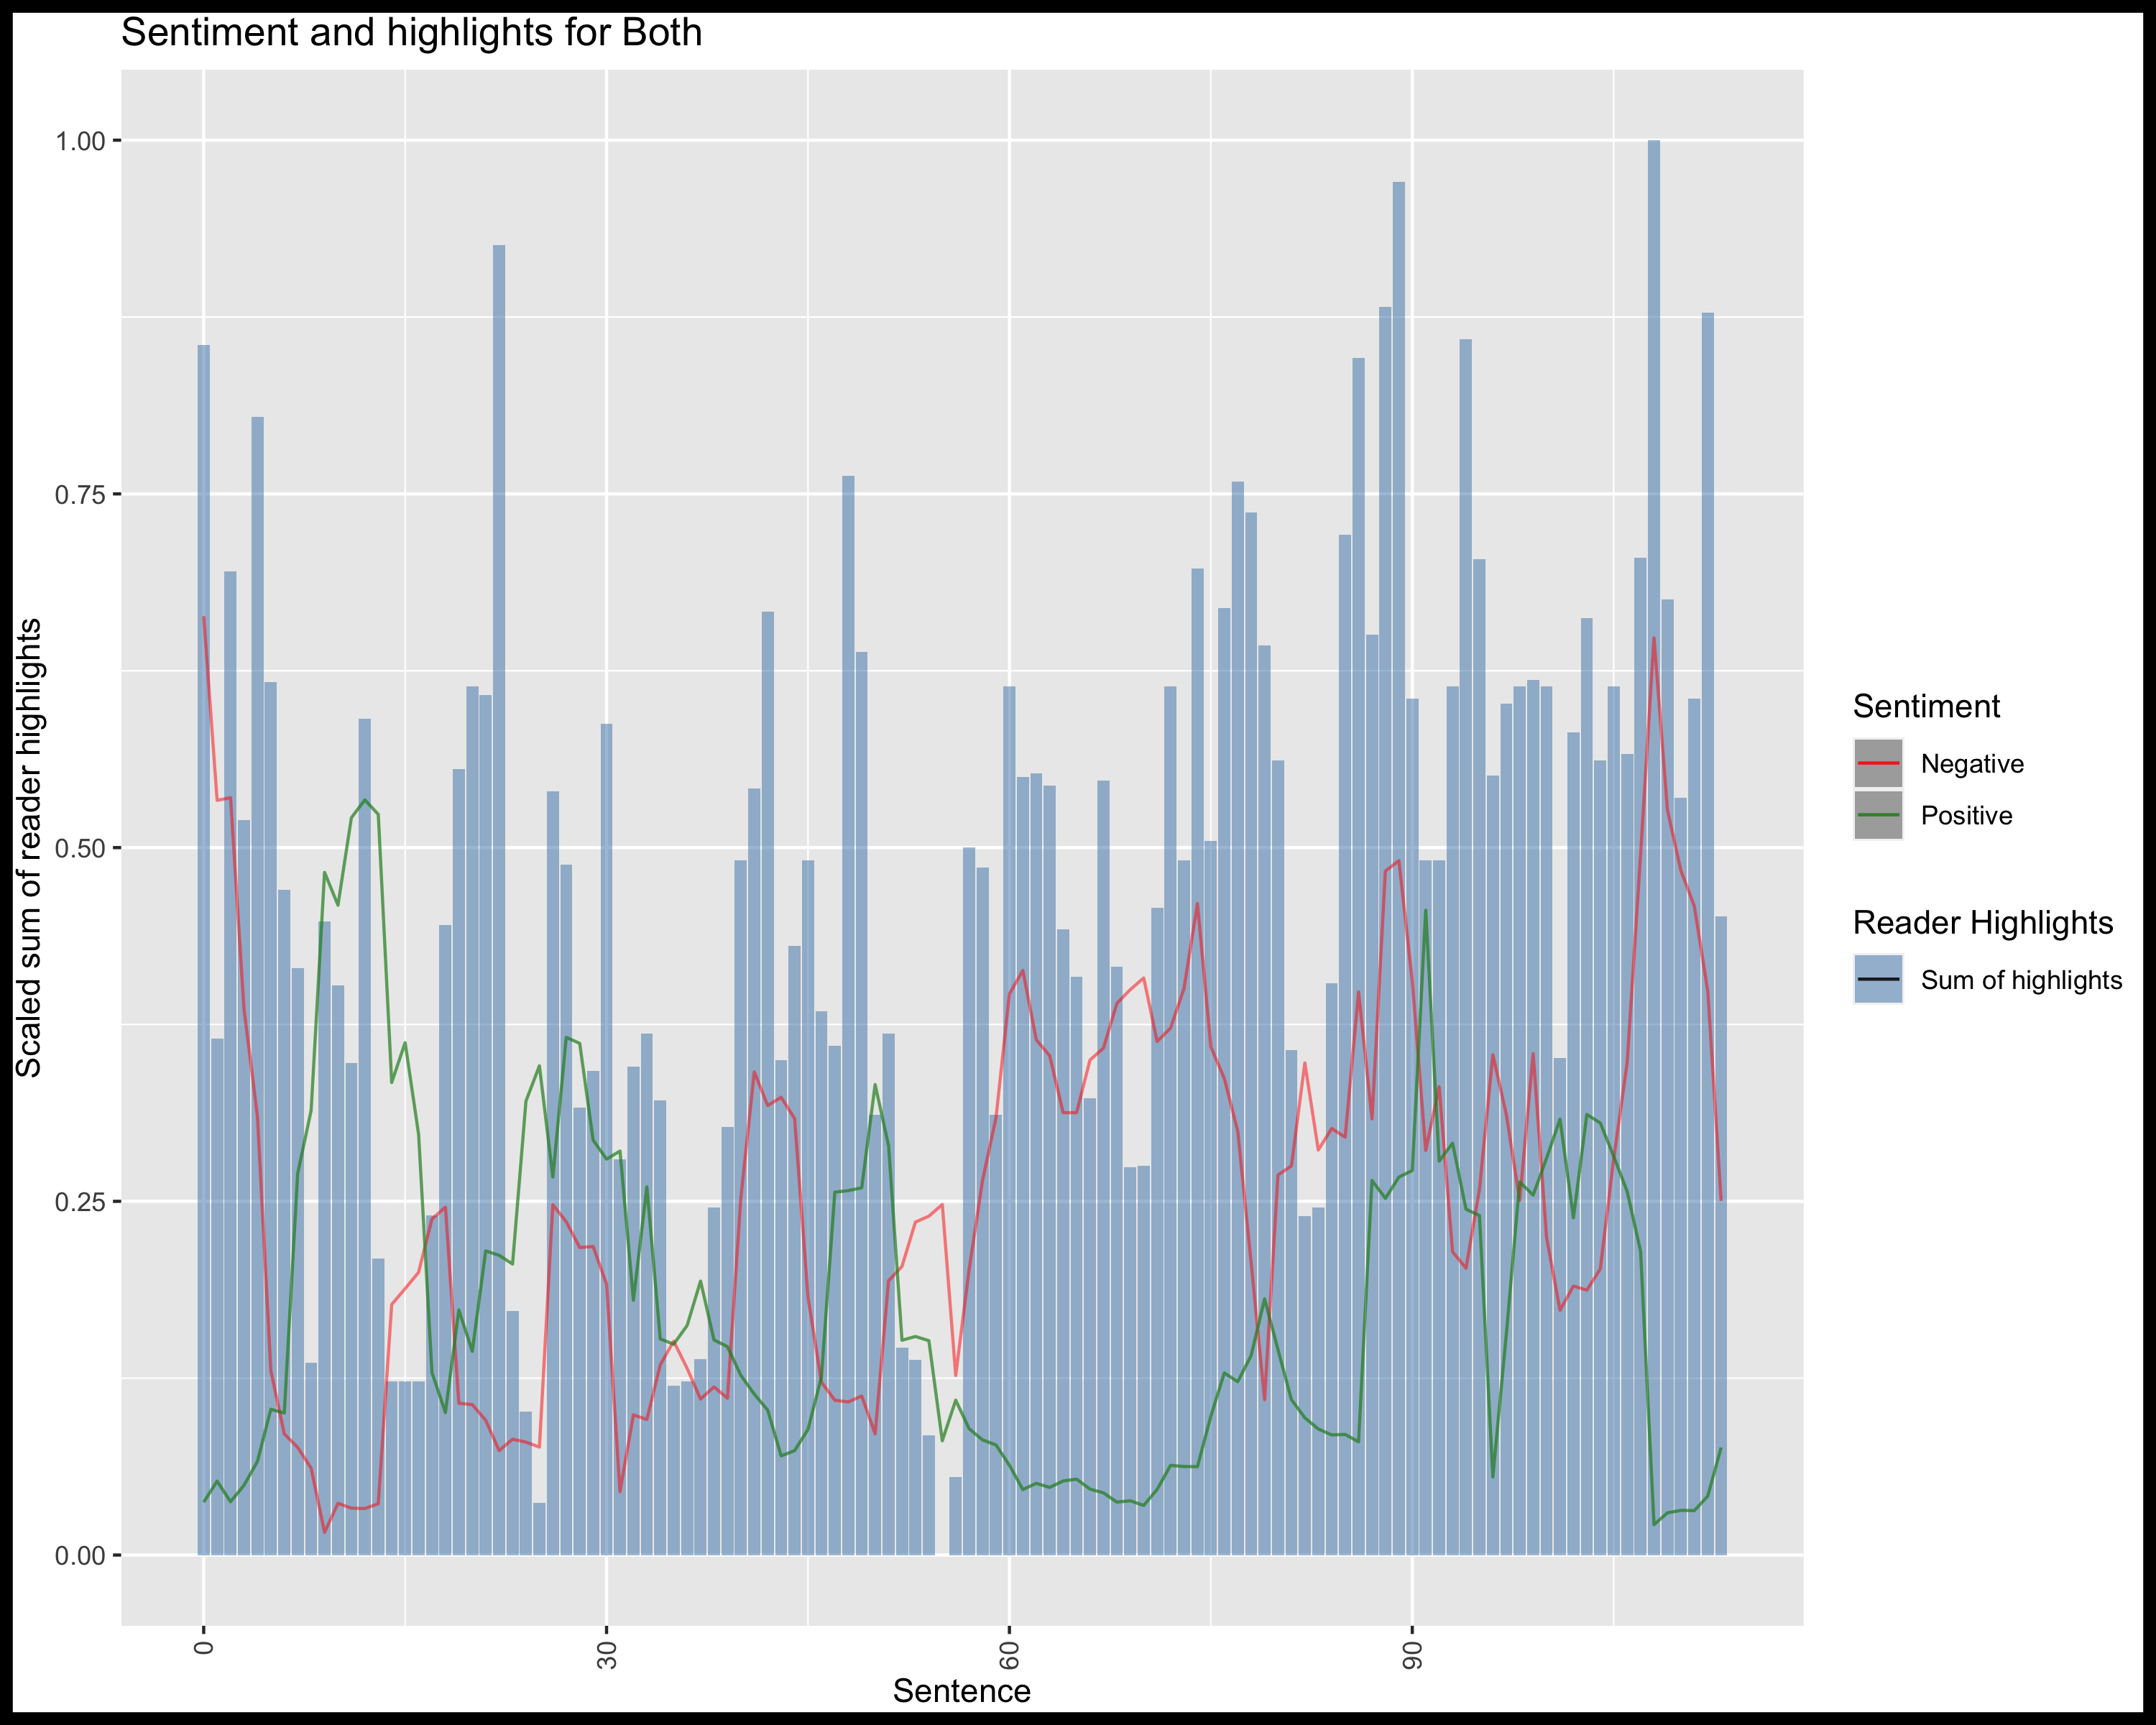 Sentiment and highlights for Both
1.00
0.75
0.50
0.25
0.00
Scaled sum of reader highlights
0
30
60
90
Sentence
Sentiment
Negative
Positive
Reader Highlights
Sum of highlights